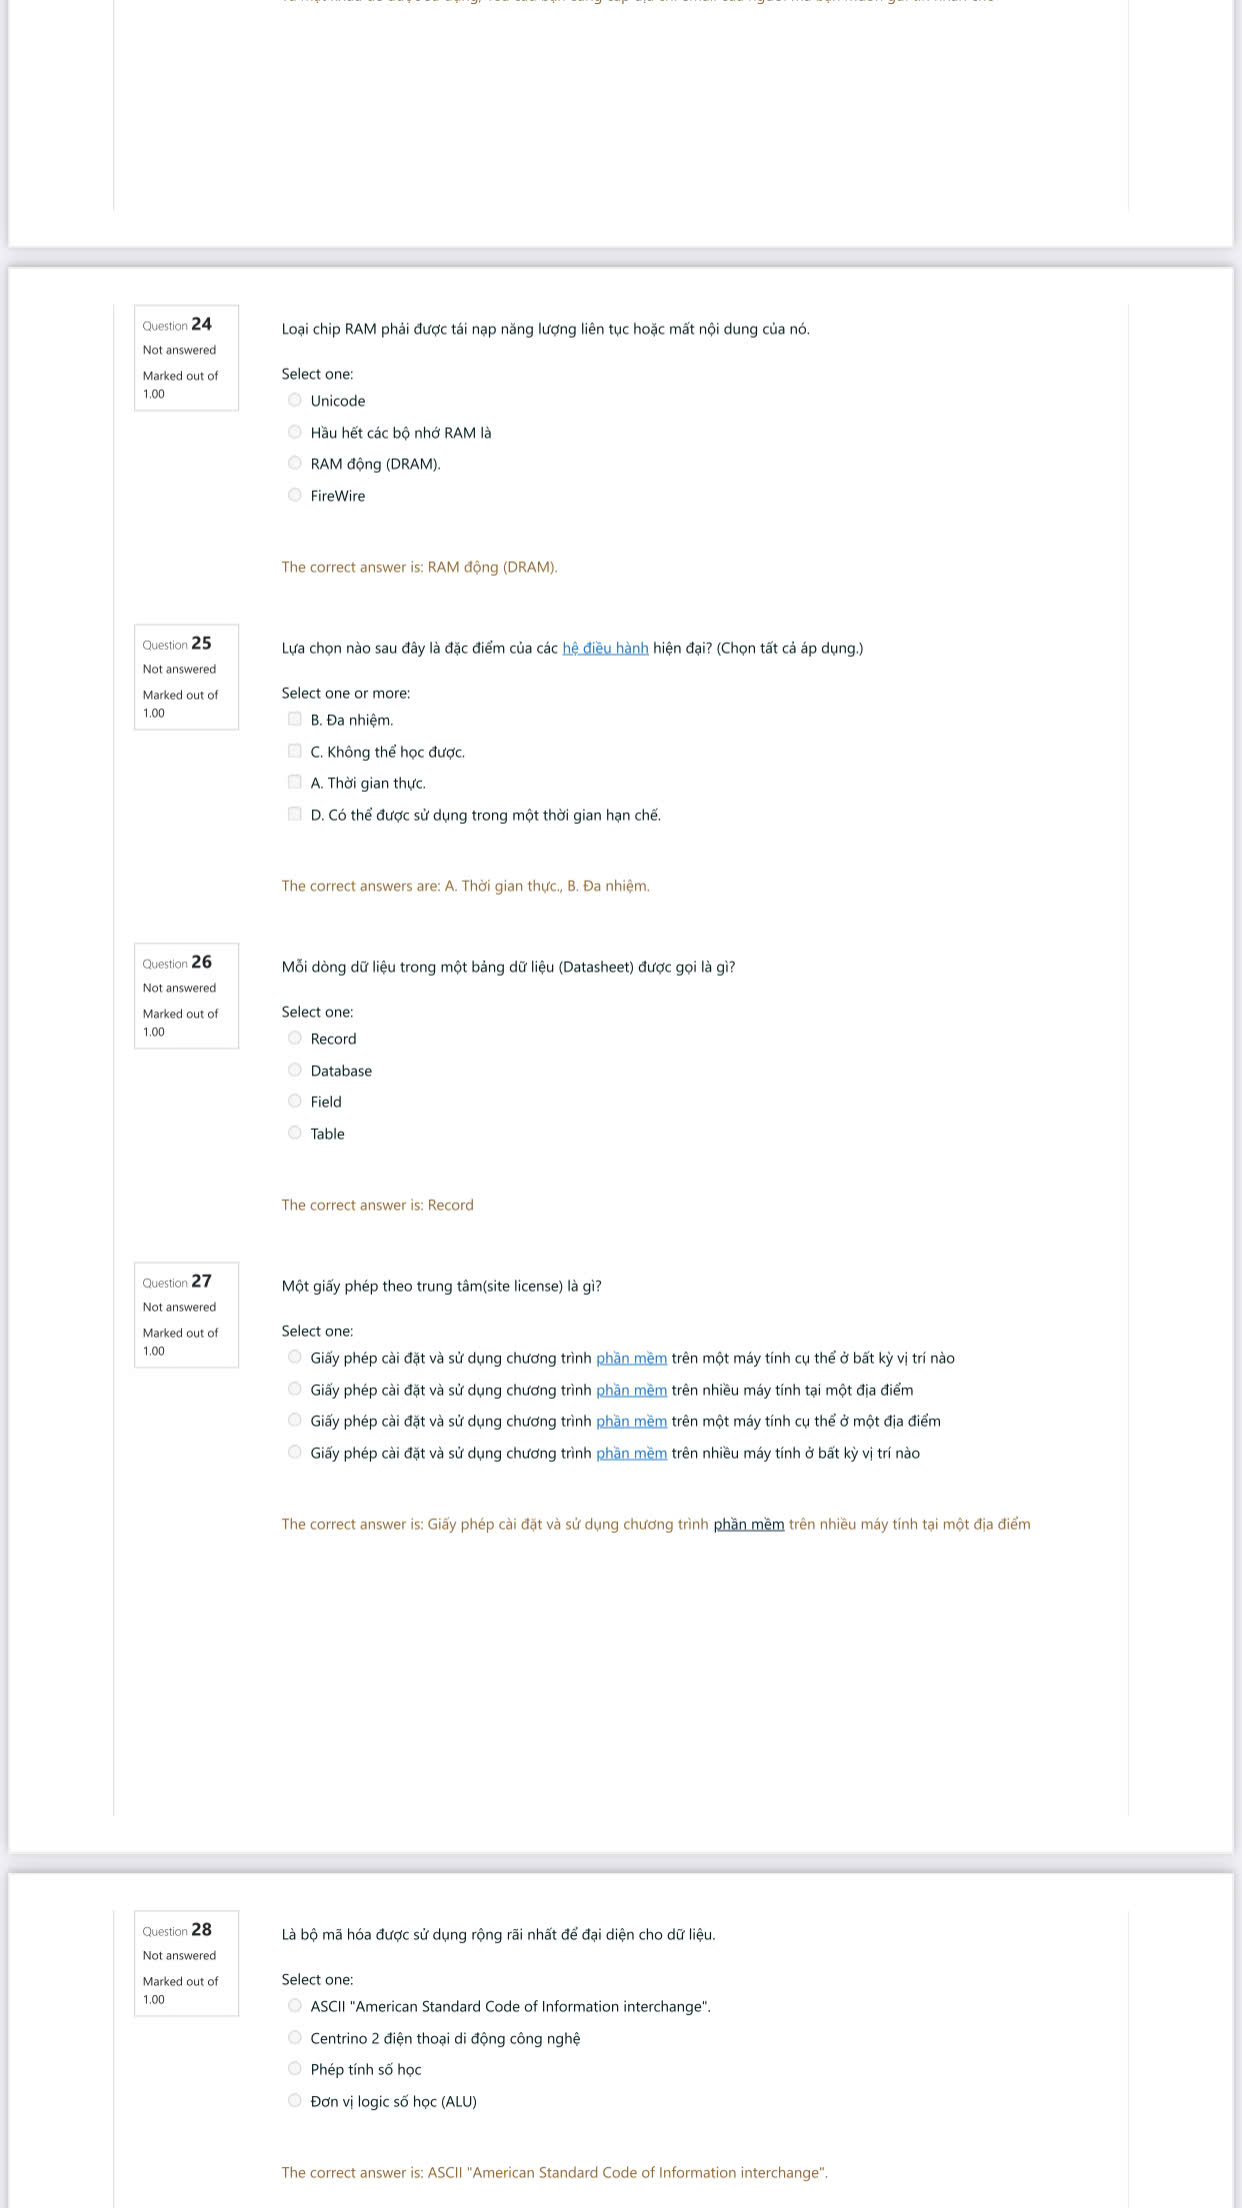 Question 24
Not answered
Marked out of
1.00
Loại chip RAM phải được tái nạp năng lượng liên tục hoặc mất nội dung của nó.
Select one:
Unicode
Hầu hết các bộ nhớ RAM là
RAM động (DRAM).
FireWire
The correct answer is: RAM động (DRAM).
Question 25
Not answered
Marked out of
1.00
Lựa chọn nào sau đây là đặc điểm của các hệ điều hành hiện đại? (Chọn tất cả áp dụng.)
Select one or more:
B. Đa nhiệm.
C. Không thể học được.
A. Thời gian thực.
D. Có thể được sử dụng trong một thời gian hạn chế.
The correct answers are: A. Thời gian thực., B. Đa nhiệm.
Question 26
Not answered
Marked out of
1.00
Mỗi dòng dữ liệu trong một bảng dữ liệu (Datasheet) được gọi là gì?
Select one:
Record
Database
Field
Table
The correct answer is: Record
Question 27
Not answered
Marked out of
1.00
Một giấy phép theo trung tâm(site license) là gì?
Select one:
Giấy phép cài đặt và sử dụng chương trình phần mềm trên một máy tính cụ thể ở bất kỳ vị trí nào
Giấy phép cài đặt và sử dụng chương trình phần mềm trên nhiều máy tính tại một địa điểm
Giấy phép cài đặt và sử dụng chương trình phần mềm trên một máy tính cụ thể ở một địa điểm
Giấy phép cài đặt và sử dụng chương trình phần mềm trên nhiều máy tính ở bất kỳ vị trí nào
The correct answer is: Giấy phép cài đặt và sử dụng chương trình phần mềm trên nhiều máy tính tại một địa điểm
Question 28
Not answered
Marked out of
1.00
Là bộ mã hóa được sử dụng rộng rãi nhất để đại diện cho dữ liệu.
Select one:
ASCII "American Standard Code of Information interchange".
Centrino 2 điện thoại di động công nghệ
Phép tính số học
Đơn vị logic số học (ALU)
The correct answer is: ASCII "American Standard Code of Information interchange".